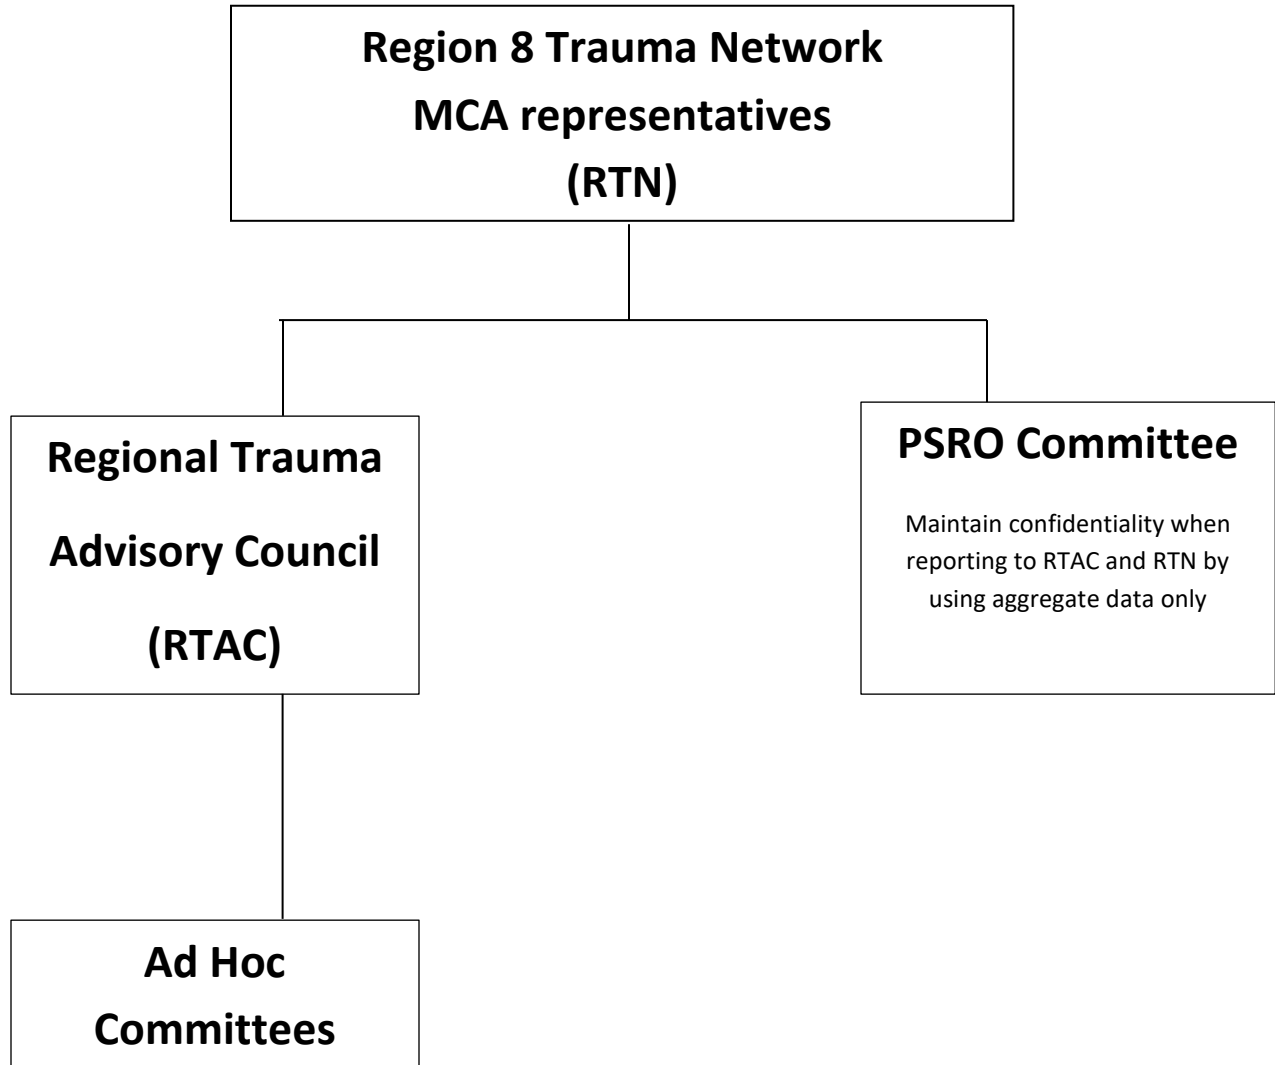 Region 8 Trauma Network
MCA representatives
(RTN)
Regional Trauma
Advisory Council
(RTAC)
PSRO Committee
Maintain confidentiality when
reporting to RTAC and RTN by
using aggregate data only
Ad Hoc
Committees